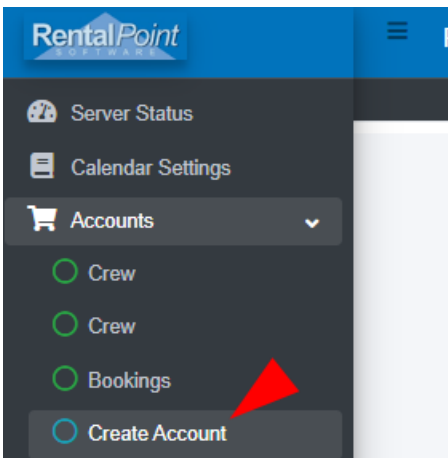 RentalPoint
SOFTWARE
Server Status
Calendar Settings
Accounts
Crew
Crew
Bookings
Create Account